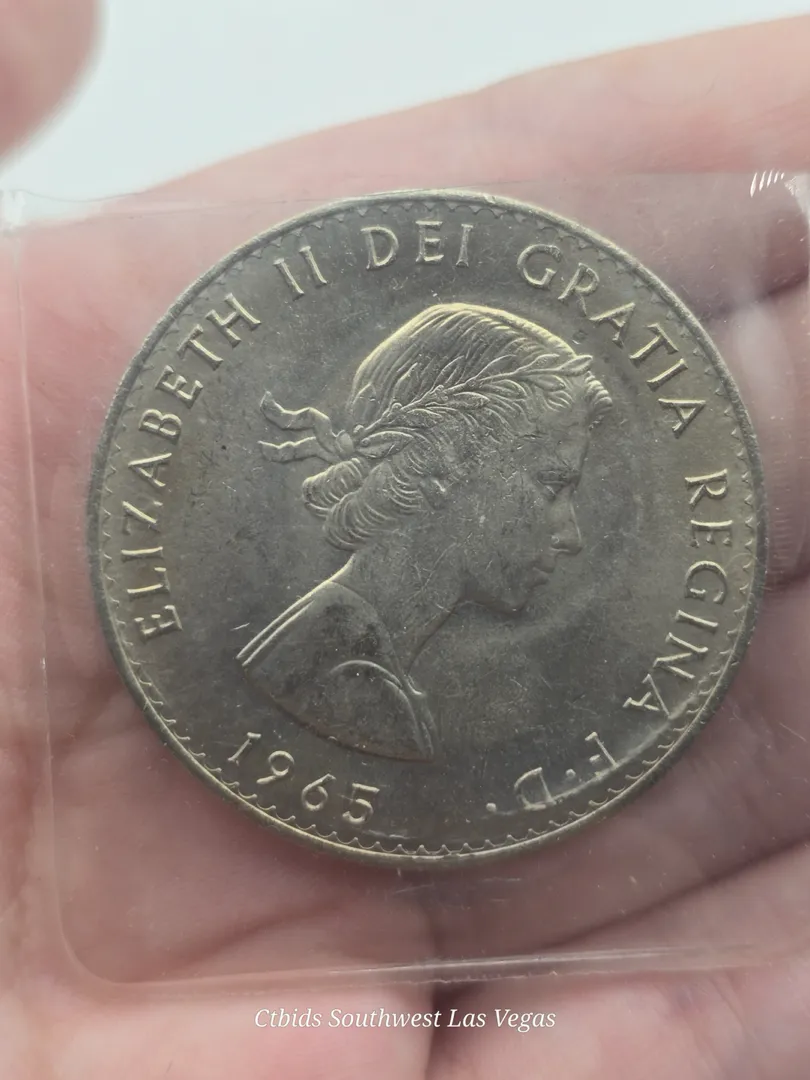 ELIZABETH II DEI GRATIA REGINA F·D·
1965
Ctbids Southwest Las Vegas